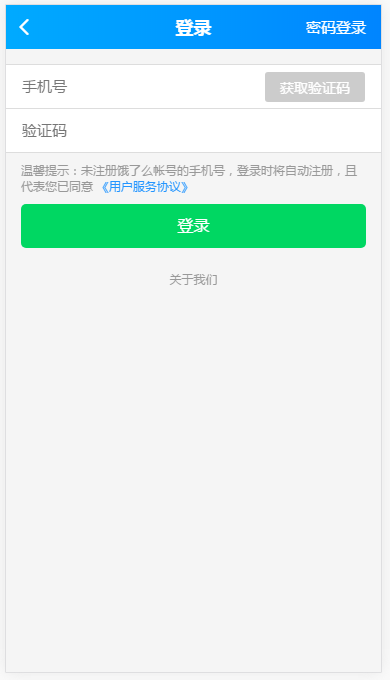 登录
密码登录
手机号
获取验证码
验证码
温馨提示：未注册饿了么帐号的手机号，登录时将自动注册，且
代表您已同意 《用户服务协议》
登录
关于我们